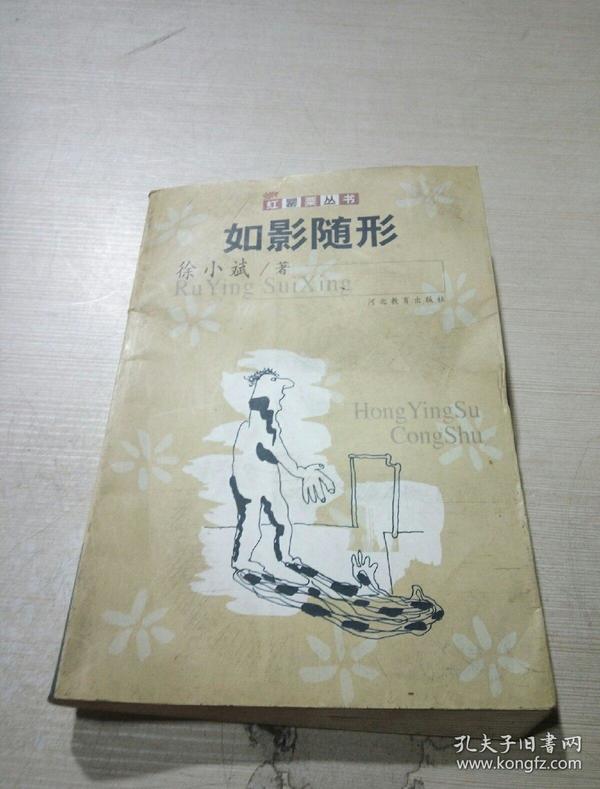 红罂粟丛书
如影随形
徐小斌/著
RuYing SuiXing
河北教育出版社
HongYingSu
CongShu
孔夫子旧书网
www.kongfz.com